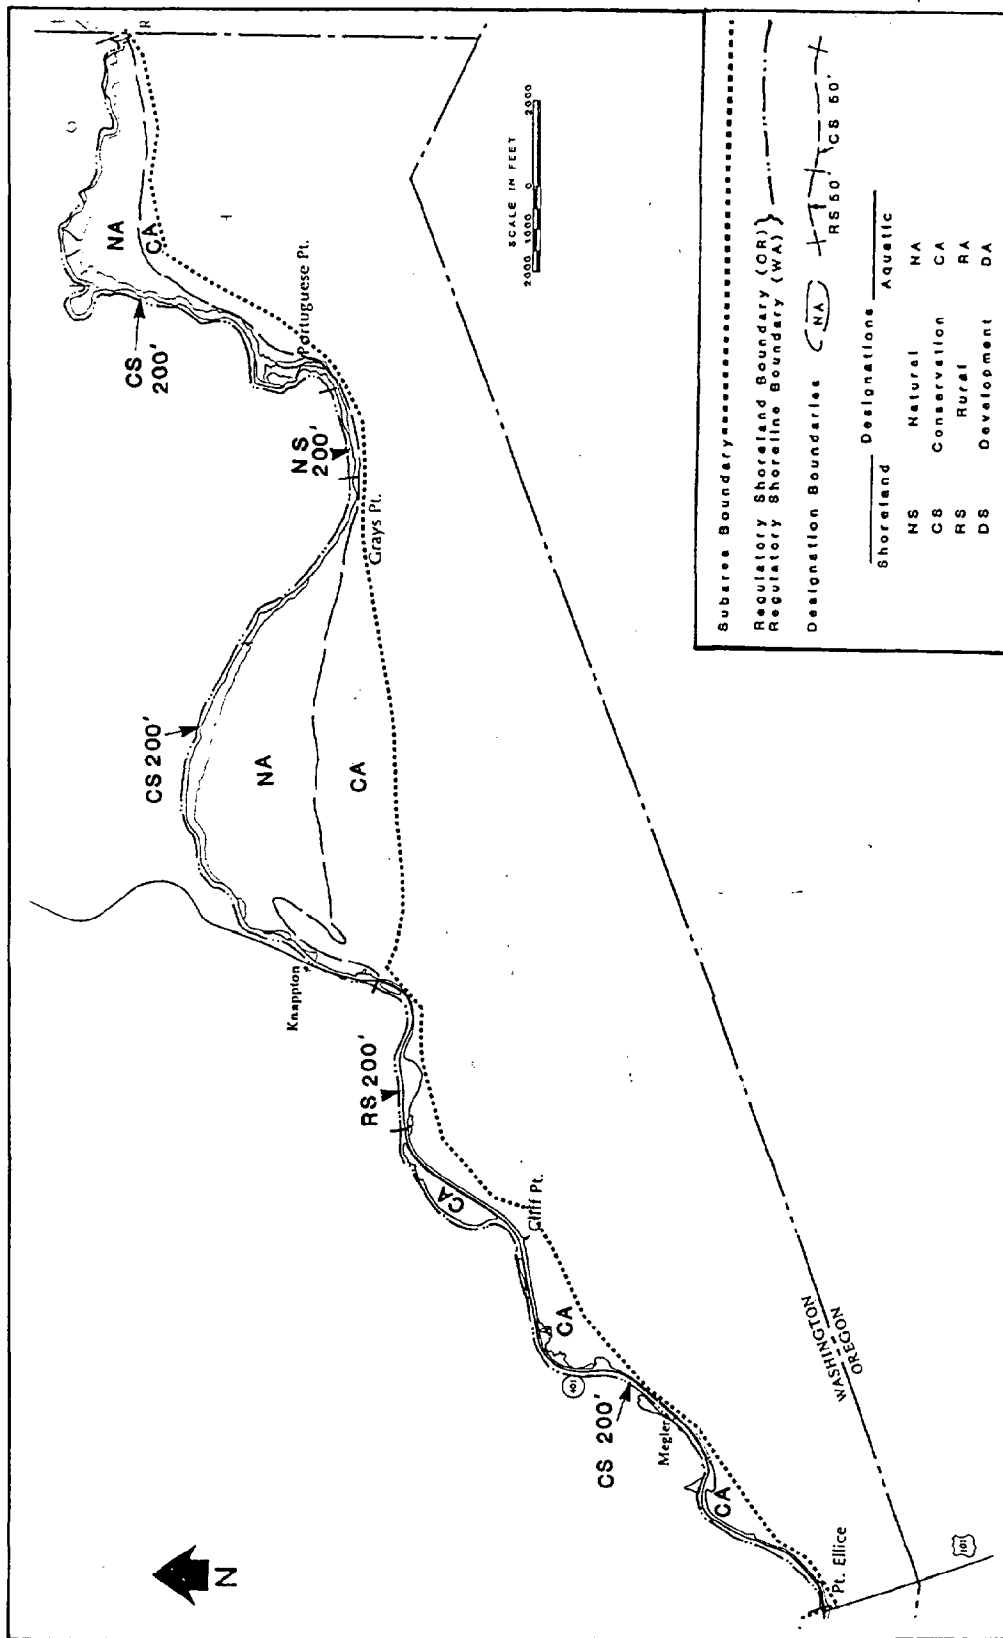 NA
CA
CS
200'
Portuguese Pt.
NS
200'
Grays Pt.
CS 200'
NA
CA
Knappton
RS 200'
CA
Cliff Pt.
CA
401
CS 200'
Megler
CA
Pt. Ellice
101
WASHINGTON
OREGON
N
SCALE IN FEET
2000 1000 0 2000
Subarea Boundary
Regulatory Shoreland Boundary (OR)
Regulatory Shoreline Boundary (WA)
Designation Boundaries NA RS 50' CS 50'
Designations
Shoreland Aquatic
NS Natural NA
CS Conservation CA
RS Rural RA
DS Development DA